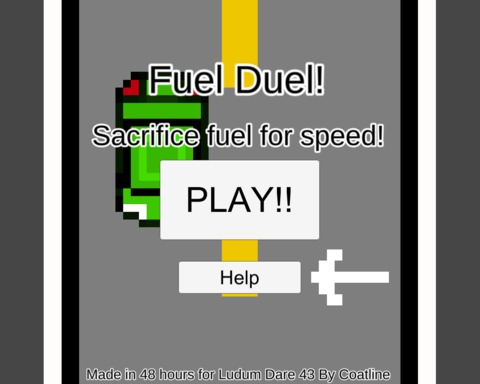 Fuel Duel!
Sacrifice fuel for speed!
PLAY!!
Help
Made in 48 hours for Ludum Dare 43 By Coatline